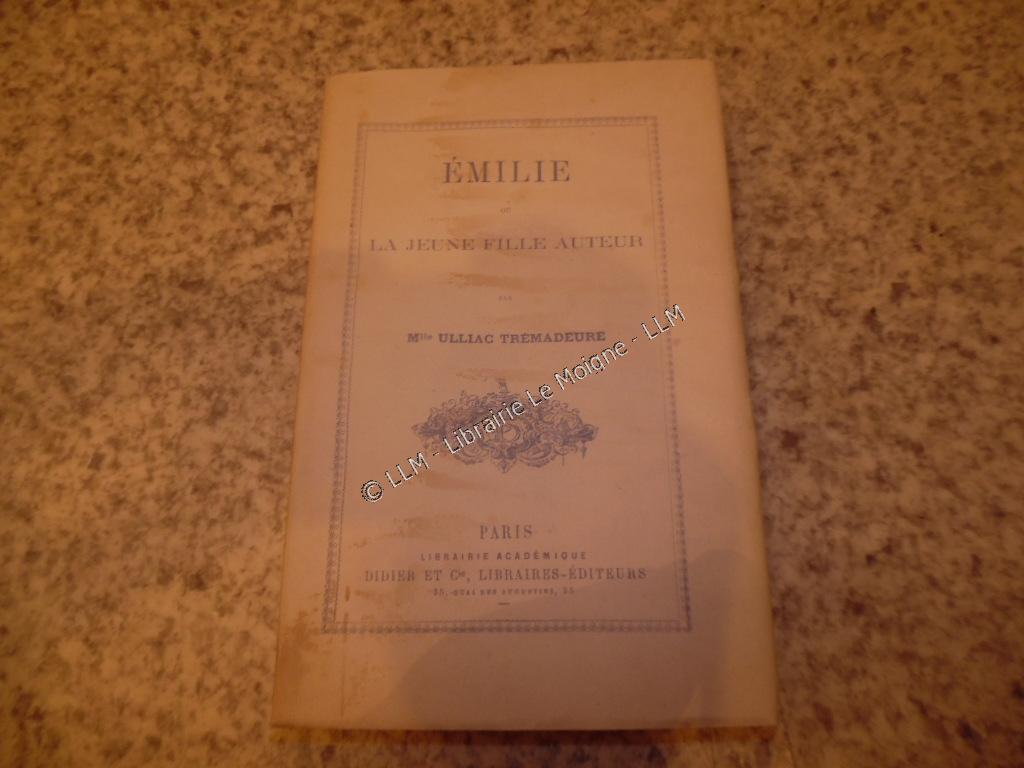 ÉMILIE
OU
LA JEUNE FILLE AUTEUR
PAR
Mlle ULLIAC TRÉMADEURE
© LLM - Librairie Le Moigne - LLM
PARIS
LIBRAIRIE ACADÉMIQUE
DIDIER ET Cie, LIBRAIRES-ÉDITEURS
35, QUAI DES AUGUSTINS, 35